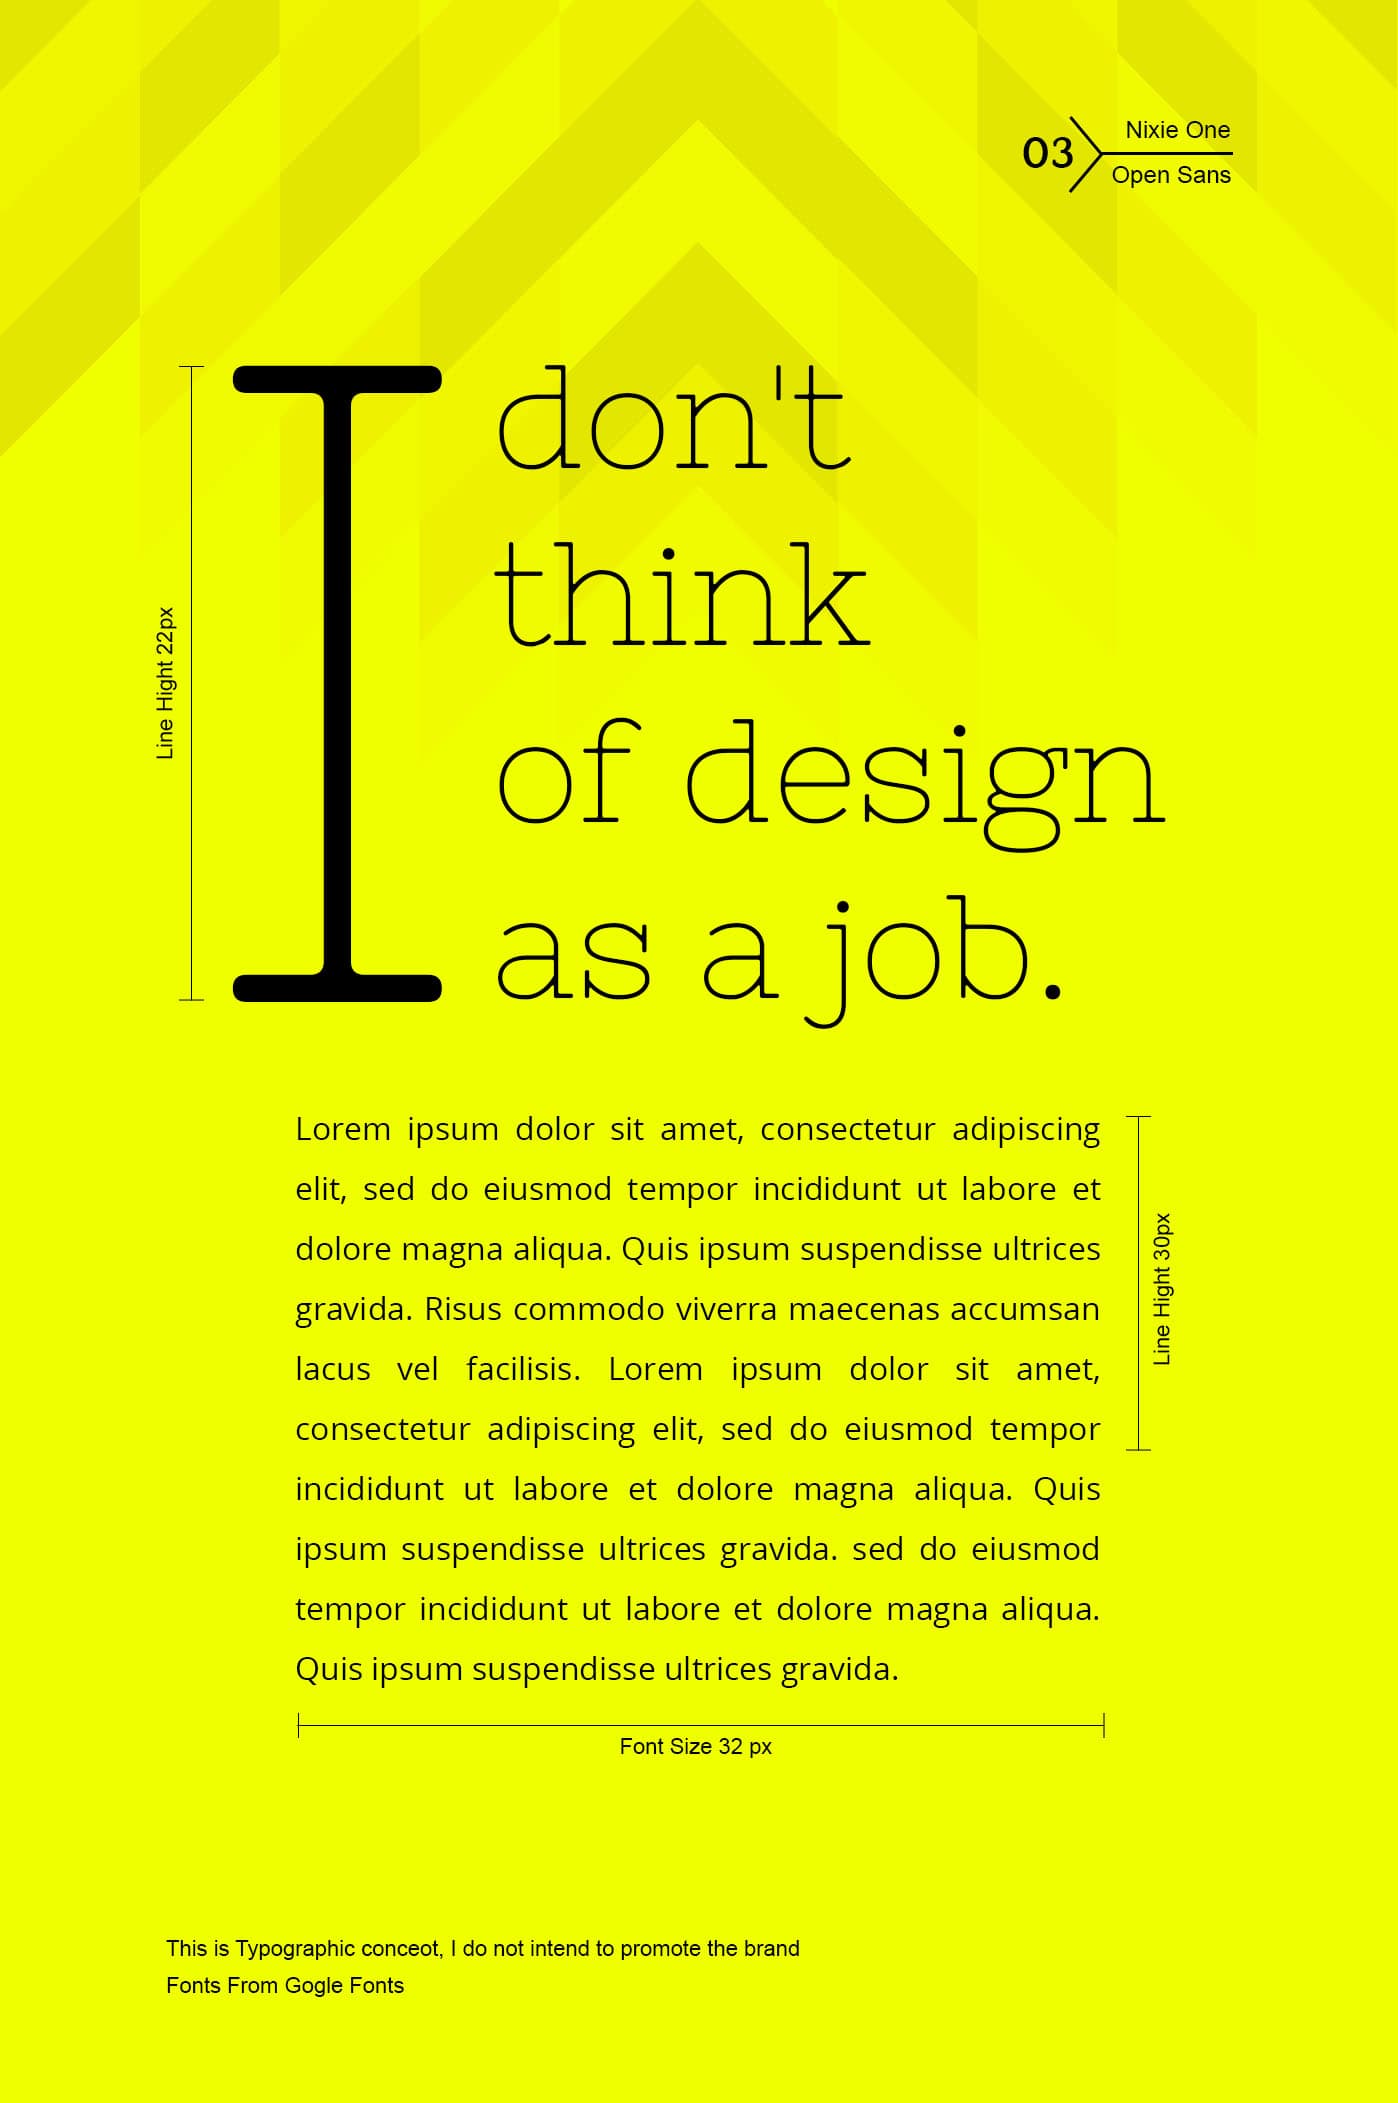 03
Nixie One
Open Sans
I don't
think
of design
as a job.
Line Hight 22px
Lorem ipsum dolor sit amet, consectetur adipiscing
elit, sed do eiusmod tempor incididunt ut labore et
dolore magna aliqua. Quis ipsum suspendisse ultrices
gravida. Risus commodo viverra maecenas accumsan
lacus vel facilisis. Lorem ipsum dolor sit amet,
consectetur adipiscing elit, sed do eiusmod tempor
incididunt ut labore et dolore magna aliqua. Quis
ipsum suspendisse ultrices gravida. sed do eiusmod
tempor incididunt ut labore et dolore magna aliqua.
Quis ipsum suspendisse ultrices gravida.
Line Hight 30px
Font Size 32 px
This is Typographic conceot, I do not intend to promote the brand
Fonts From Gogle Fonts